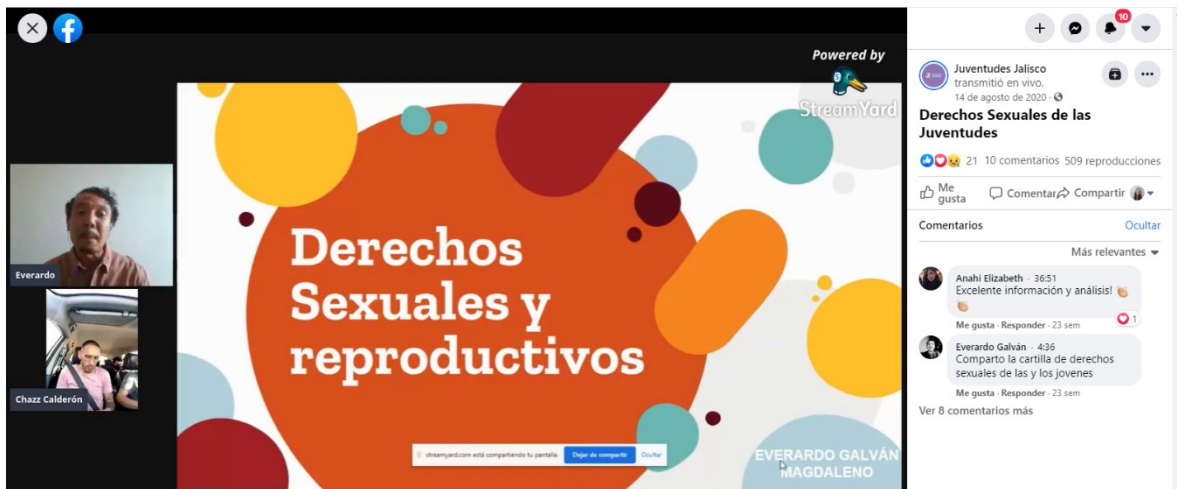 Powered by
StreamYard
Derechos
Sexuales y
reproductivos
Everardo
Chazz Calderón
streamyard.com está compartiendo tu pantalla.
Dejar de compartir
Ocultar
EVERARDO GALVÁN
MAGDALENO
10
Juventudes Jalisco
transmitió en vivo.
14 de agosto de 2020 ·
Derechos Sexuales de las
Juventudes
21 10 comentarios 509 reproducciones
Me
gusta
Comentar
Compartir
Comentarios Ocultar
Más relevantes
Anahi Elizabeth · 36:51
Excelente información y análisis!
Me gusta · Responder · 23 sem
1
Everardo Galván · 4:36
Comparto la cartilla de derechos
sexuales de las y los jovenes
Me gusta · Responder · 23 sem
Ver 8 comentarios más